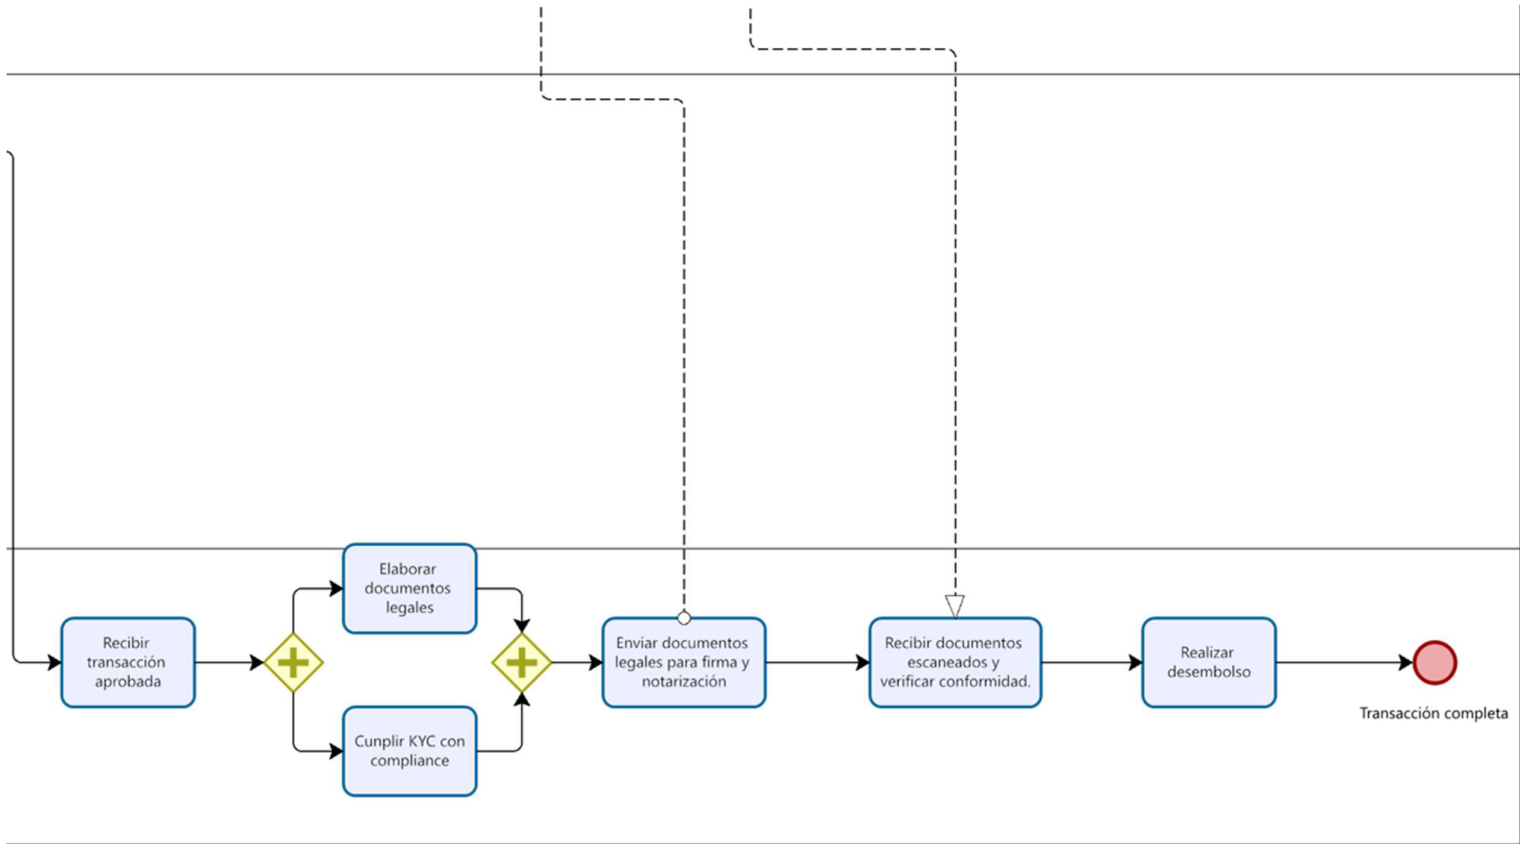 Elaborar
documentos
legales
Recibir
transacción
aprobada
Cunplir KYC con
compliance
Enviar documentos
legales para firma y
notarización
Recibir documentos
escaneados y
verificar conformidad.
Realizar
desembolso
Transacción completa